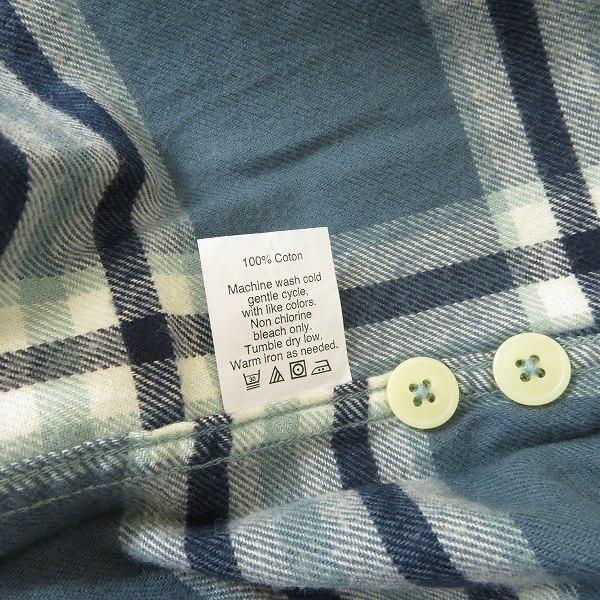 100% Coton
Machine wash cold
gentle cycle,
with like colors.
Non chlorine
bleach only.
Tumble dry low.
Warm iron as needed.
30